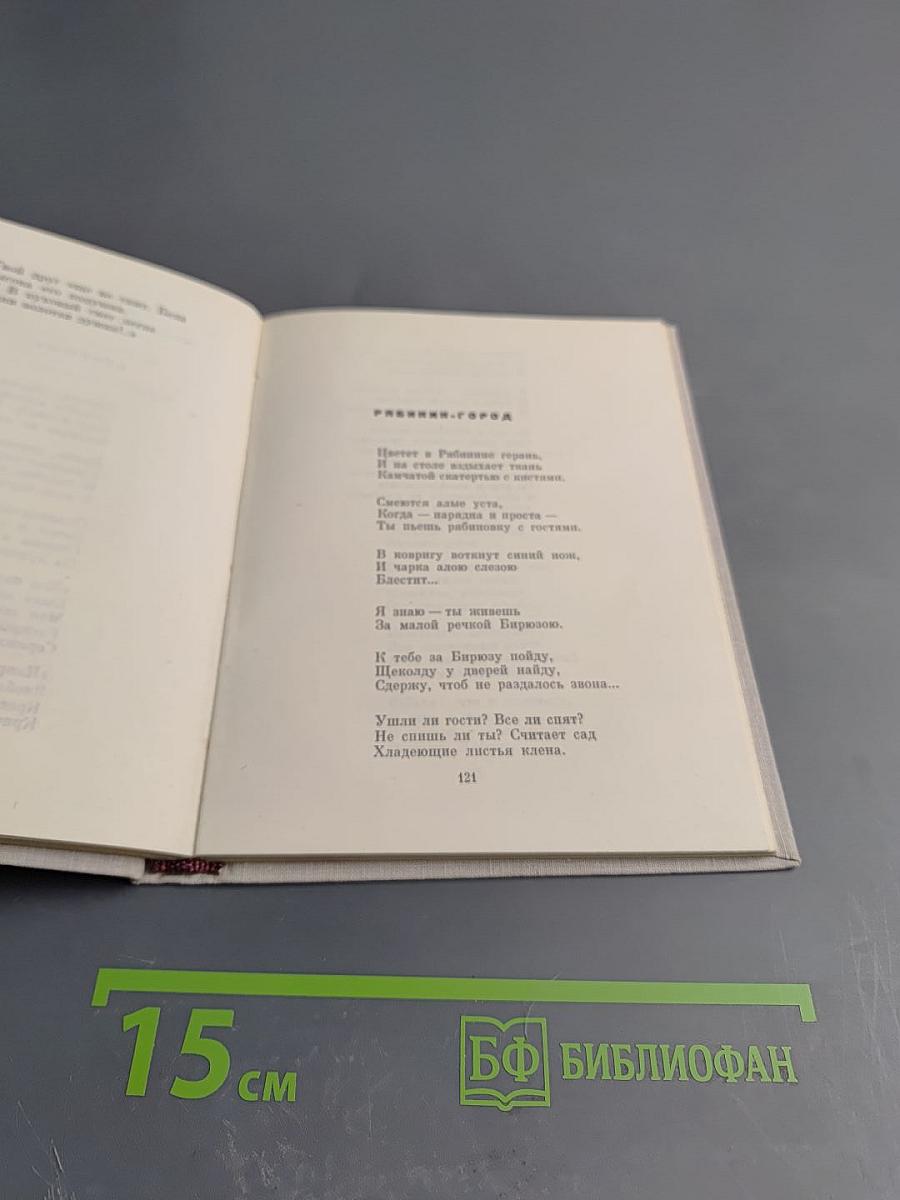 РЯБИНИН-ГОРОД
Цветет в Рябинине герань,
И на столе вздыхает ткань
Камчатой скатертью с кистями.
Смеются алые уста,
Когда — нарядна и проста —
Ты пьешь рябиновку с гостями.
В ковригу воткнут синий нож,
И чарка алою слезою
Блестит...
Я знаю — ты живешь
За малой речкой Бирюзою.
К тебе за Бирюзу пойду,
Щеколду у дверей найду,
Сдержу, чтоб не раздалось звона...
Ушли ли гости? Все ли спят?
Не спишь ли ты? Считает сад
Хладеющие листья клена.
121
15 см
БФ БИБЛИОФАН